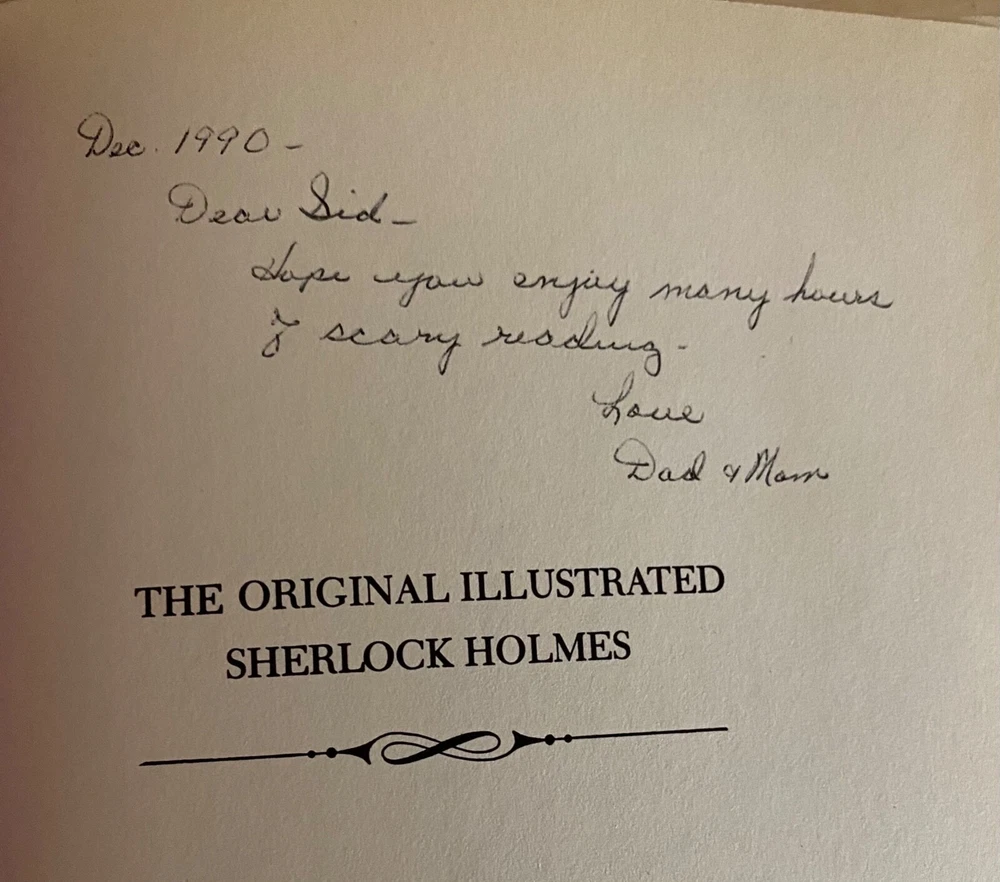 Dec. 1990 -
Dear Sid -
Hope you enjoy many hours
of scary reading -
Love
Dad & Mom
THE ORIGINAL ILLUSTRATED
SHERLOCK HOLMES